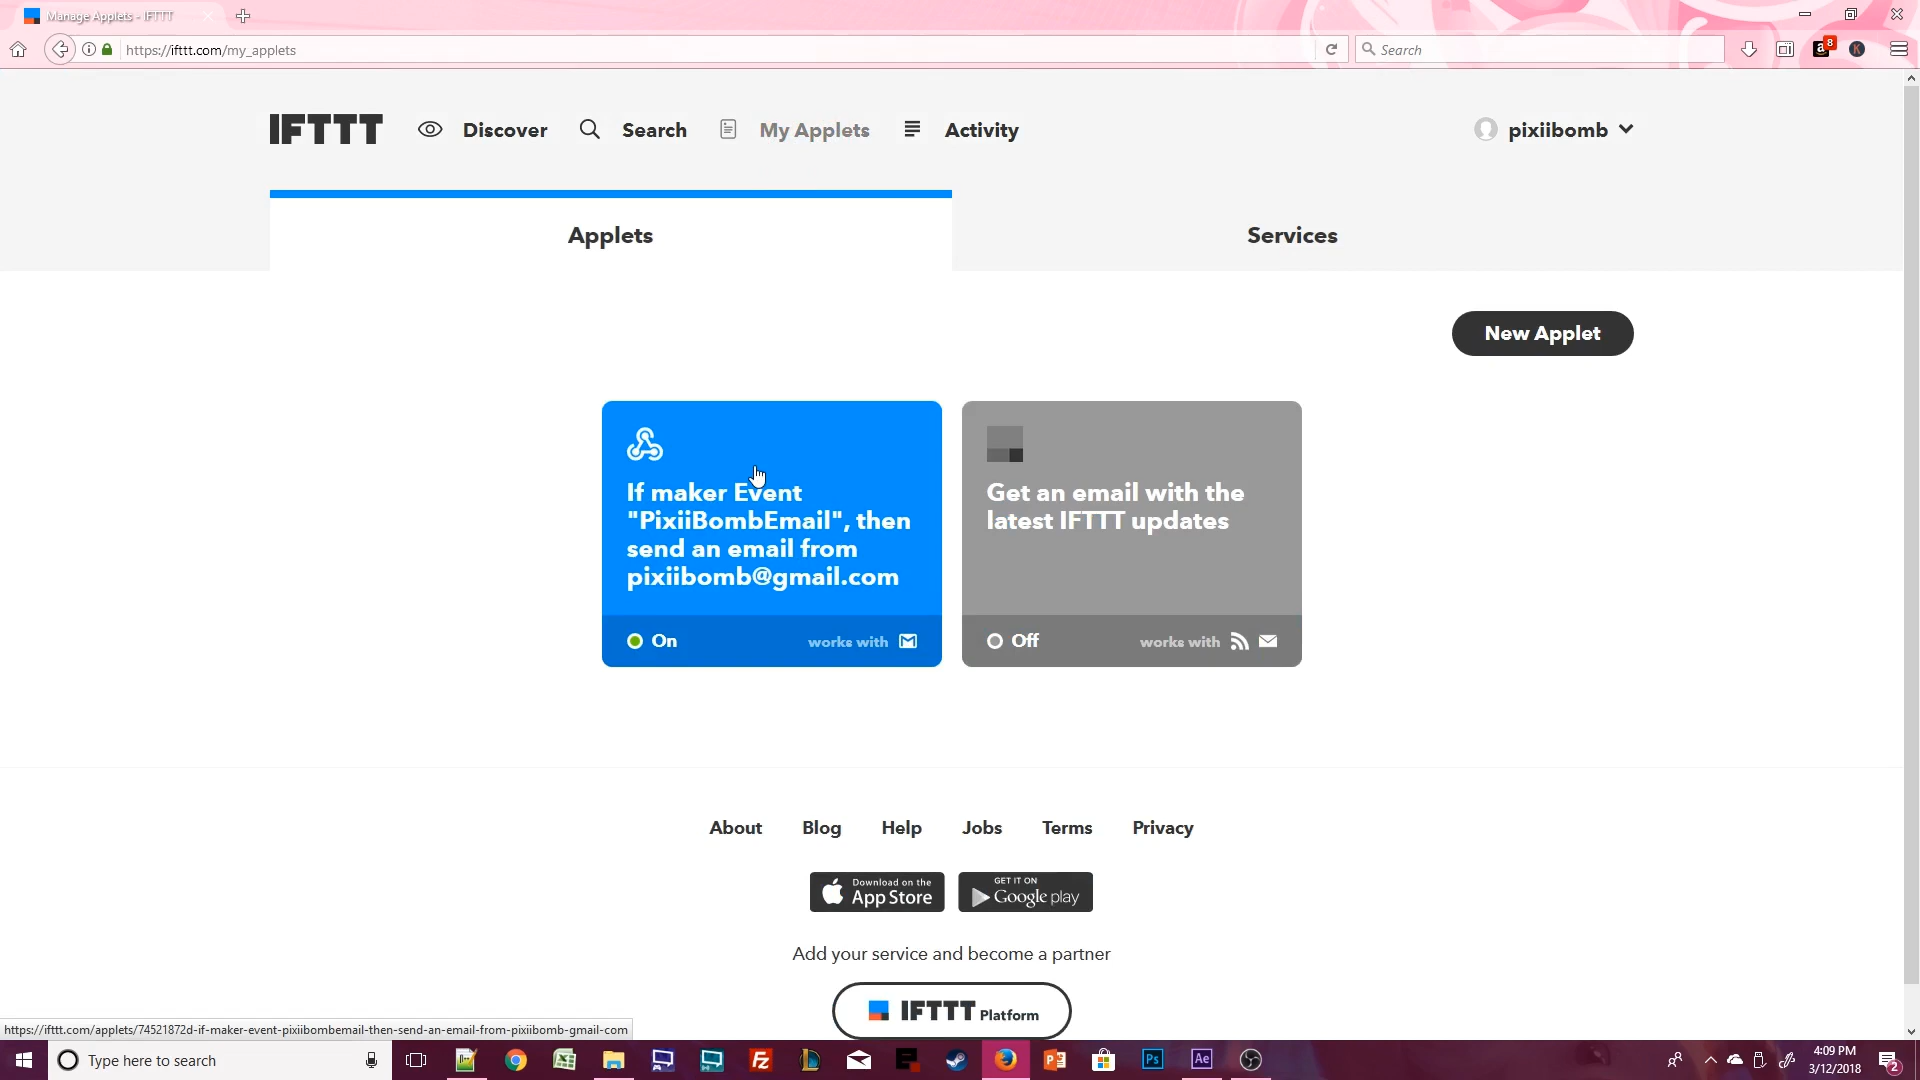 Manage Applets - IFTTT
https://ifttt.com/my_applets
Search
8
K
IFTTT
Discover
Search
My Applets
Activity
pixiibomb
Applets
Services
New Applet
If maker Event
"PixiiBombEmail", then
send an email from
pixiibomb@gmail.com
On
works with
Get an email with the
latest IFTTT updates
Off
works with
About
Blog
Help
Jobs
Terms
Privacy
Download on the
App Store
GET IT ON
Google play
Add your service and become a partner
IFTTT Platform
https://ifttt.com/applets/74521872d-if-maker-event-pixiibombemail-then-send-an-email-from-pixiibomb-gmail-com
Type here to search
Ps
Ae
4:09 PM
3/12/2018
2